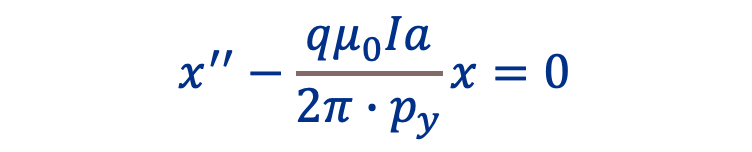 x'' − qμ₀Ia / 2π · p_y x = 0